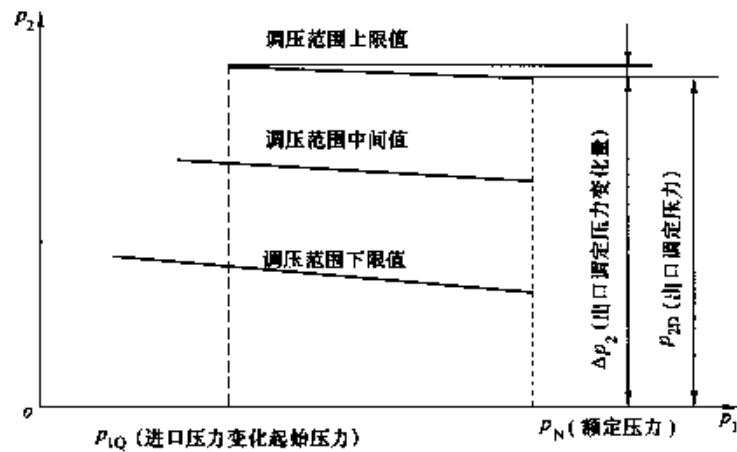 p₂
调压范围上限值
调压范围中间值
调压范围下限值
Δp₂(出口调定压力变化量)
p₂D(出口调定压力)
o
p₁Q(进口压力变化起始压力)
p_N(额定压力)
p₁